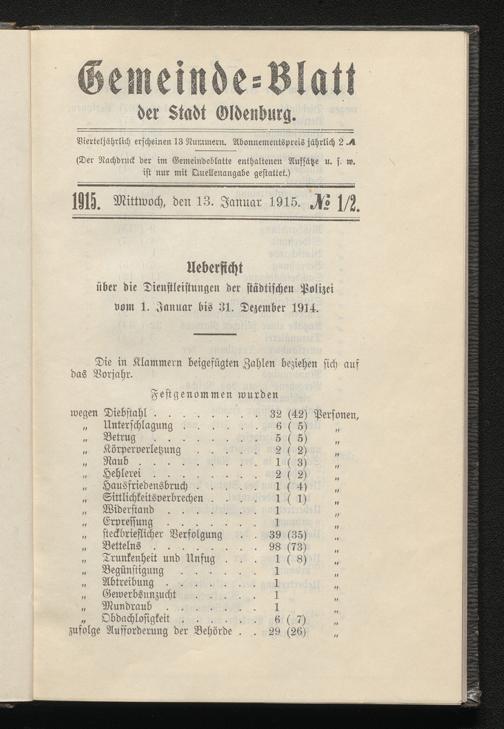 Gemeinde=Blatt
der Stadt Oldenburg.
Vierteljährlich erscheinen 13 Nummern. Abonnementspreis jährlich 2 ℳ
(Der Nachdruck der im Gemeindeblatte enthaltenen Aufsätze u. s. w.
ist nur mit Quellenangabe gestattet.)
1915. Mittwoch, den 13. Januar 1915. № 1/2.
Uebersicht
über die Dienstleistungen der städtischen Polizei
vom 1. Januar bis 31. Dezember 1914.
Die in Klammern beigefügten Zahlen beziehen sich auf
das Vorjahr.
Festgenommen wurden
wegen Diebstahl . . . . . . . . 32 (42) Personen,
„ Unterschlagung . . . . . . 6 ( 5) „
„ Betrug . . . . . . . . 5 ( 5) „
„ Körperverletzung . . . . . 2 ( 2) „
„ Raub . . . . . . . . . 1 ( 3) „
„ Hehlerei . . . . . . . . 2 ( 2) „
„ Hausfriedensbruch . . . . . 1 ( 4) „
„ Sittlichkeitsverbrechen . . . . 1 ( 1) „
„ Widerstand . . . . . . . 1 „
„ Erpressung . . . . . . . 1 „
„ steckbrieflicher Verfolgung . . . 39 (35) „
„ Bettelns . . . . . . . . 98 (73) „
„ Trunkenheit und Unfug . . . . 1 ( 8) „
„ Begünstigung . . . . . . 1 „
„ Abtreibung . . . . . . . 1 „
„ Gewerbsunzucht . . . . . . 1 „
„ Mundraub . . . . . . . 1 „
„ Obdachlosigkeit . . . . . . 6 ( 7) „
zufolge Aufforderung der Behörde . . 29 (26) „